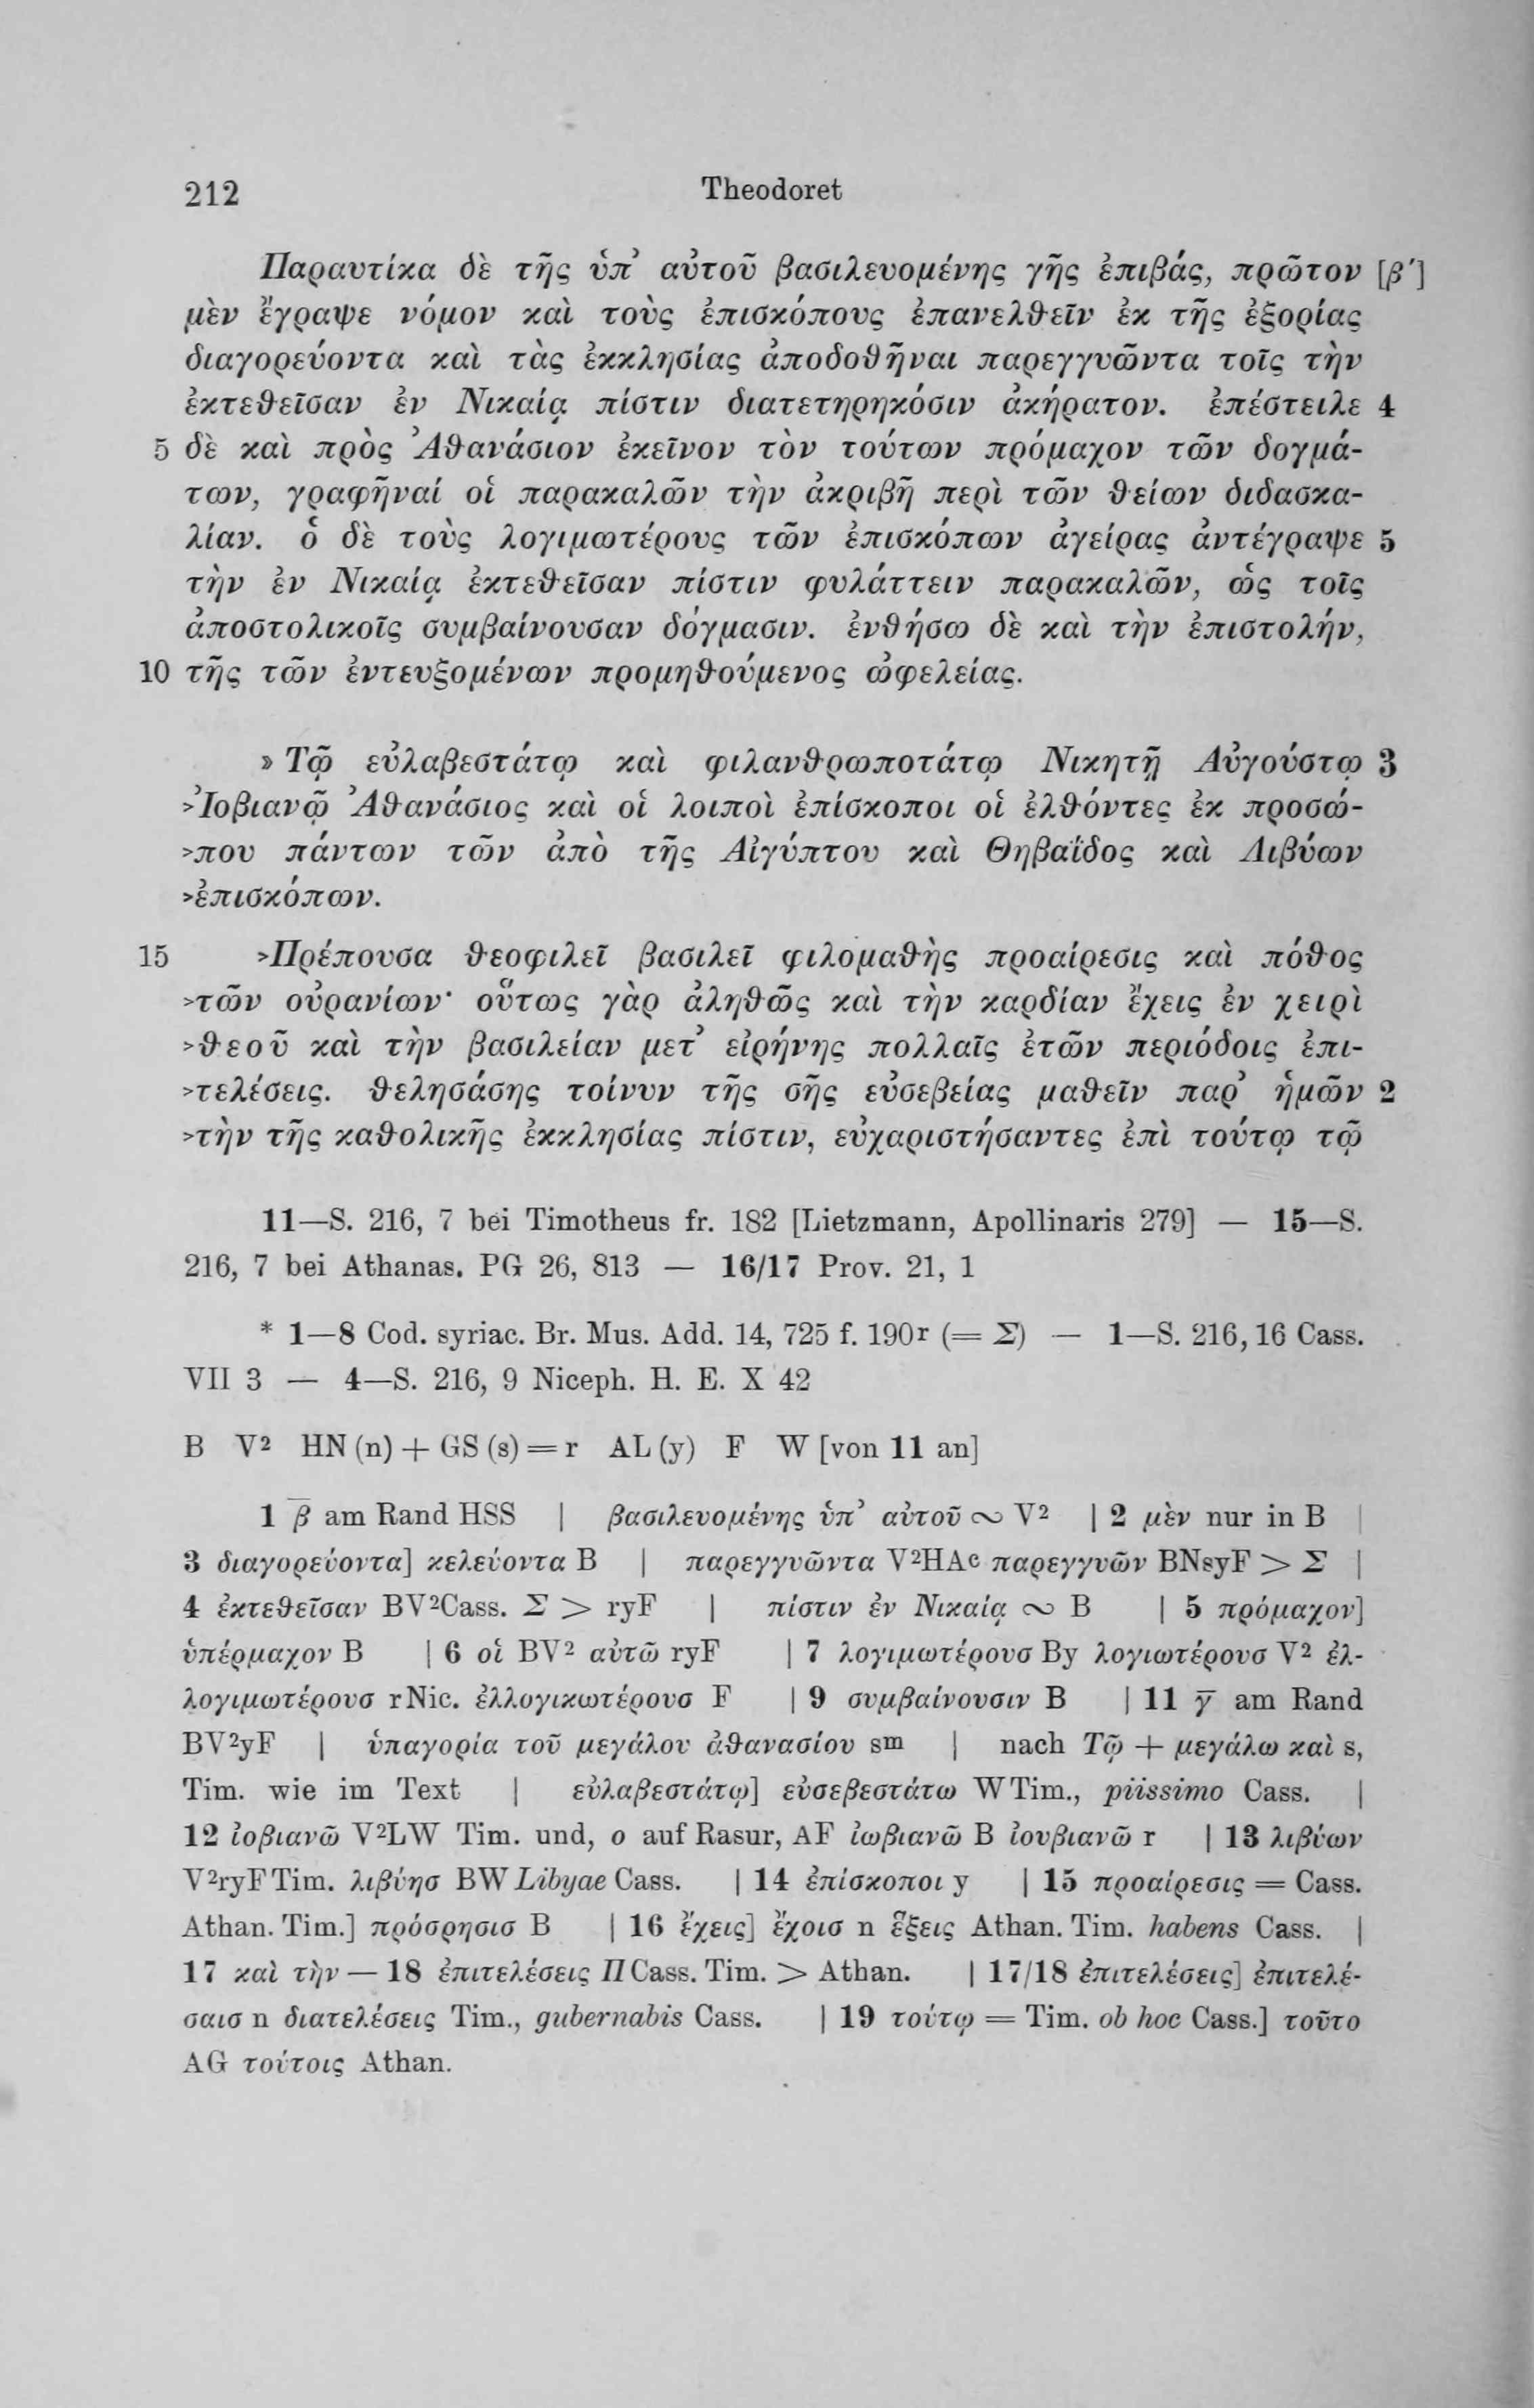 212 Theodoret
Παραυτίκα δὲ τῆς ὑπ’ αὐτοῦ βασιλευομένης γῆς ἐπιβάς, πρῶτον [β′]
μὲν ἔγραψε νόμον καὶ τοὺς ἐπισκόπους ἐπανελθεῖν ἐκ τῆς ἐξορίας
διαγορεύοντα καὶ τὰς ἐκκλησίας ἀποδοθῆναι παρεγγυῶντα τοῖς τὴν
ἐκτεθεῖσαν ἐν Νικαίᾳ πίστιν διατετηρηκόσιν ἀκήρατον. ἐπέστειλε 4
5 δὲ καὶ πρὸς Ἀθανάσιον ἐκεῖνον τὸν τούτων πρόμαχον τῶν δογμά-
των, γραφῆναί οἱ παρακαλῶν τὴν ἀκριβῆ περὶ τῶν θείων διδασκα-
λίαν. ὁ δὲ τοὺς λογιμωτέρους τῶν ἐπισκόπων ἀγείρας ἀντέγραψε 5
τὴν ἐν Νικαίᾳ ἐκτεθεῖσαν πίστιν φυλάττειν παρακαλῶν, ὡς τοῖς
ἀποστολικοῖς συμβαίνουσαν δόγμασιν. ἐνθήσω δὲ καὶ τὴν ἐπιστολήν,
10 τῆς τῶν ἐντευξομένων προμηθούμενος ὠφελείας.
» Τῷ εὐλαβεστάτῳ καὶ φιλανθρωποτάτῳ Νικητῇ Αὐγούστῳ 3
>Ἰοβιανῷ Ἀθανάσιος καὶ οἱ λοιποὶ ἐπίσκοποι οἱ ἐλθόντες ἐκ προσώ-
>που πάντων τῶν ἀπὸ τῆς Αἰγύπτου καὶ Θηβαΐδος καὶ Λιβύων
>ἐπισκόπων.
15 >Πρέπουσα θεοφιλεῖ βασιλεῖ φιλομαθὴς προαίρεσις καὶ πόθος
>τῶν οὐρανίων· οὕτως γὰρ ἀληθῶς καὶ τὴν καρδίαν ἔχεις ἐν χειρὶ
>θεοῦ καὶ τὴν βασιλείαν μετ’ εἰρήνης πολλαῖς ἐτῶν περιόδοις ἐπι-
>τελέσεις. θελησάσης τοίνυν τῆς σῆς εὐσεβείας μαθεῖν παρ’ ἡμῶν 2
>τὴν τῆς καθολικῆς ἐκκλησίας πίστιν, εὐχαριστήσαντες ἐπὶ τούτῳ τῷ
11—S. 216, 7 bei Timotheus fr. 182 [Lietzmann, Apollinaris 279] — 15—S.
216, 7 bei Athanas. PG 26, 813 — 16/17 Prov. 21, 1
* 1—8 Cod. syriac. Br. Mus. Add. 14, 725 f. 190r (= Σ) — 1—S. 216, 16 Cass.
VII 3 — 4—S. 216, 9 Niceph. H. E. X 42
B V² HN (n) + GS (s) = r AL (y) F W [von 11 an]
1 β̅ am Rand HSS | βασιλευομένης ὑπ’ αὐτοῦ ∾ V² | 2 μὲν nur in B |
3 διαγορεύοντα] κελεύοντα B | παρεγγυῶντα V²HAᶜ παρεγγυῶν BNsyF > Σ |
4 ἐκτεθεῖσαν BV²Cass. Σ > ryF | πίστιν ἐν Νικαίᾳ ∾ B | 5 πρόμαχον]
ὑπέρμαχον B | 6 οἱ BV² αὐτῶ ryF | 7 λογιμωτέρουσ By λογιωτέρουσ V² ἐλ-
λογιμωτέρουσ rNic. ἐλλογικωτέρουσ F | 9 συμβαίνουσιν B | 11 γ̅ am Rand
BV²yF | ὑπαγορία τοῦ μεγάλου ἀθανασίου sᵐ | nach Τῷ + μεγάλω καὶ s,
Tim. wie im Text | εὐλαβεστάτῳ] εὐσεβεστάτω WTim., piissimo Cass. |
12 ἰοβιανῶ V²LW Tim. und, ο auf Rasur, AF ἰωβιανῶ B ἰουβιανῶ r | 13 λιβύων
V²ryFTim. λιβύησ BW Libyae Cass. | 14 ἐπίσκοποι y | 15 προαίρεσις = Cass.
Athan. Tim.] πρόσρησισ B | 16 ἔχεις] ἔχοισ n ἕξεις Athan. Tim. habens Cass. |
17 καὶ τὴν — 18 ἐπιτελέσεις Π Cass. Tim. > Athan. | 17/18 ἐπιτελέσεις] ἐπιτελέ-
σαισ n διατελέσεις Tim., gubernabis Cass. | 19 τούτῳ = Tim. ob hoc Cass.] τοῦτο
AG τούτοις Athan.